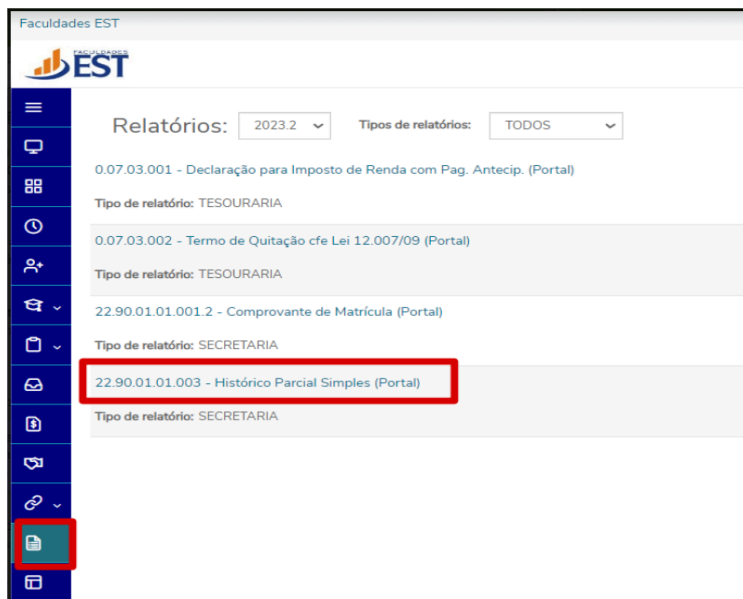 Faculdades EST
FACULDADES
EST
Relatórios: 2023.2 Tipos de relatórios: TODOS
0.07.03.001 - Declaração para Imposto de Renda com Pag. Antecip. (Portal)
Tipo de relatório: TESOURARIA
0.07.03.002 - Termo de Quitação cfe Lei 12.007/09 (Portal)
Tipo de relatório: TESOURARIA
22.90.01.01.001.2 - Comprovante de Matrícula (Portal)
Tipo de relatório: SECRETARIA
22.90.01.01.003 - Histórico Parcial Simples (Portal)
Tipo de relatório: SECRETARIA